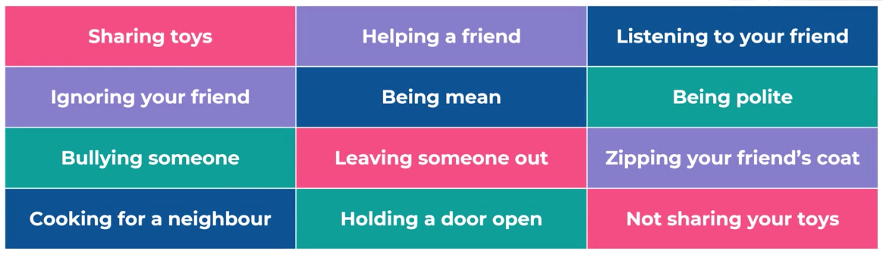 Sharing toys
Helping a friend
Listening to your friend
Ignoring your friend
Being mean
Being polite
Bullying someone
Leaving someone out
Zipping your friend’s coat
Cooking for a neighbour
Holding a door open
Not sharing your toys